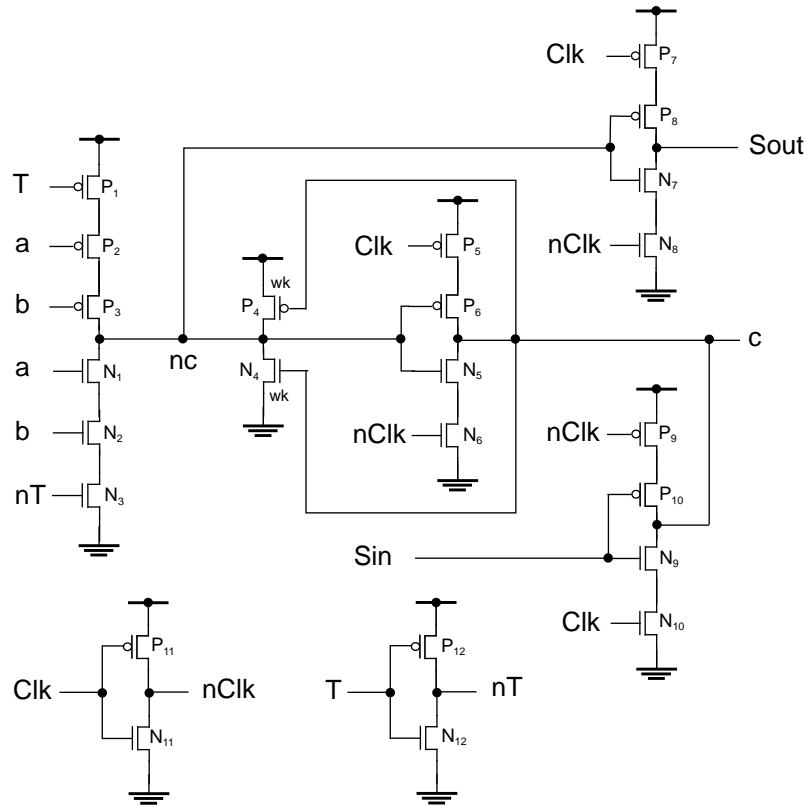 Clk
P₇
P₈
Sout
N₇
nClk
N₈
T
P₁
a
P₂
b
P₃
nc
a
N₁
b
N₂
nT
N₃
wk
P₄
N₄
wk
Clk
P₅
P₆
N₅
nClk
N₆
c
nClk
P₉
P₁₀
Sin
N₉
Clk
N₁₀
P₁₁
Clk
nClk
N₁₁
P₁₂
T
nT
N₁₂